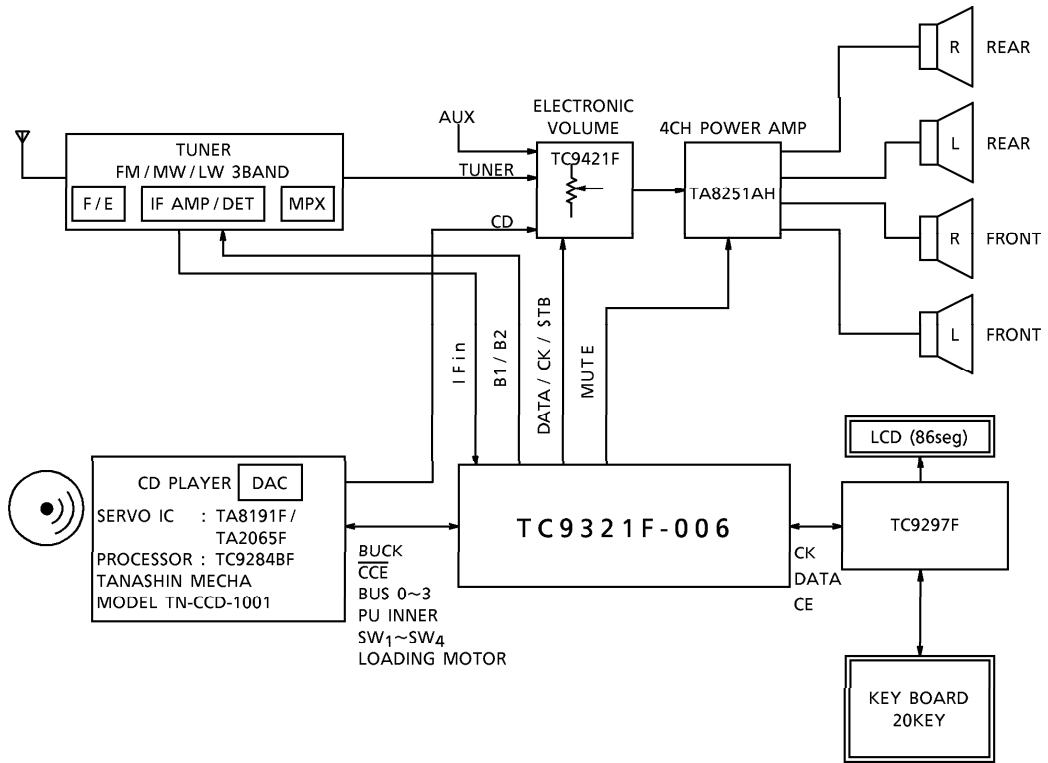 TUNER
FM/MW/LW 3BAND
F/E
IF AMP/DET
MPX
AUX
TUNER
CD
ELECTRONIC
VOLUME
TC9421F
4CH POWER AMP
TA8251AH
R REAR
L REAR
R FRONT
L FRONT
IFin
B1/B2
DATA/CK/STB
MUTE
CD PLAYER DAC
SERVO IC : TA8191F/
TA2065F
PROCESSOR : TC9284BF
TANASHIN MECHA
MODEL TN-CCD-1001
BUCK
C̅C̅E̅
BUS 0~3
PU INNER
SW₁~SW₄
LOADING MOTOR
TC9321F-006
CK
DATA
CE
LCD (86seg)
TC9297F
KEY BOARD
20KEY